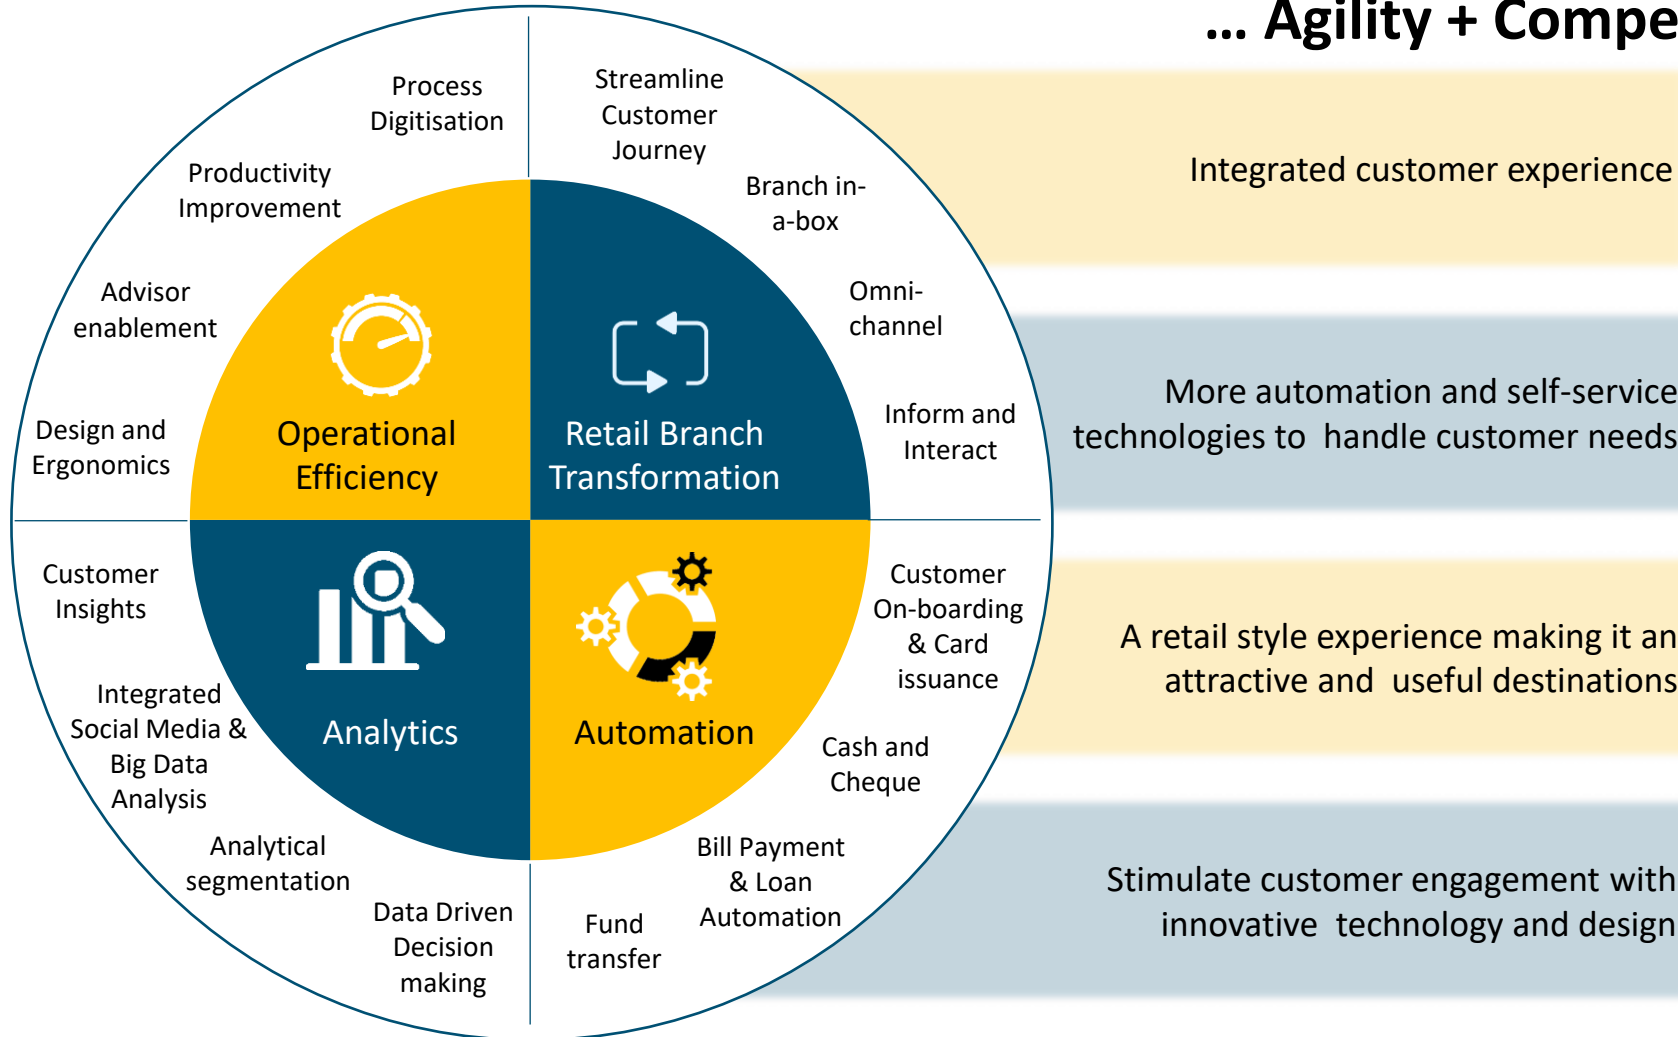 ... Agility + Compe
Process
Digitisation
Productivity
Improvement
Advisor
enablement
Design and
Ergonomics
Streamline
Customer
Journey
Branch in-
a-box
Omni-
channel
Inform and
Interact
Operational
Efficiency
Retail Branch
Transformation
Analytics
Automation
Customer
Insights
Integrated
Social Media &
Big Data
Analysis
Analytical
segmentation
Data Driven
Decision
making
Customer
On-boarding
& Card
issuance
Cash and
Cheque
Bill Payment
& Loan
Automation
Fund
transfer
Integrated customer experience
More automation and self-service
technologies to  handle customer needs
A retail style experience making it an
attractive and  useful destinations
Stimulate customer engagement with
innovative  technology and design